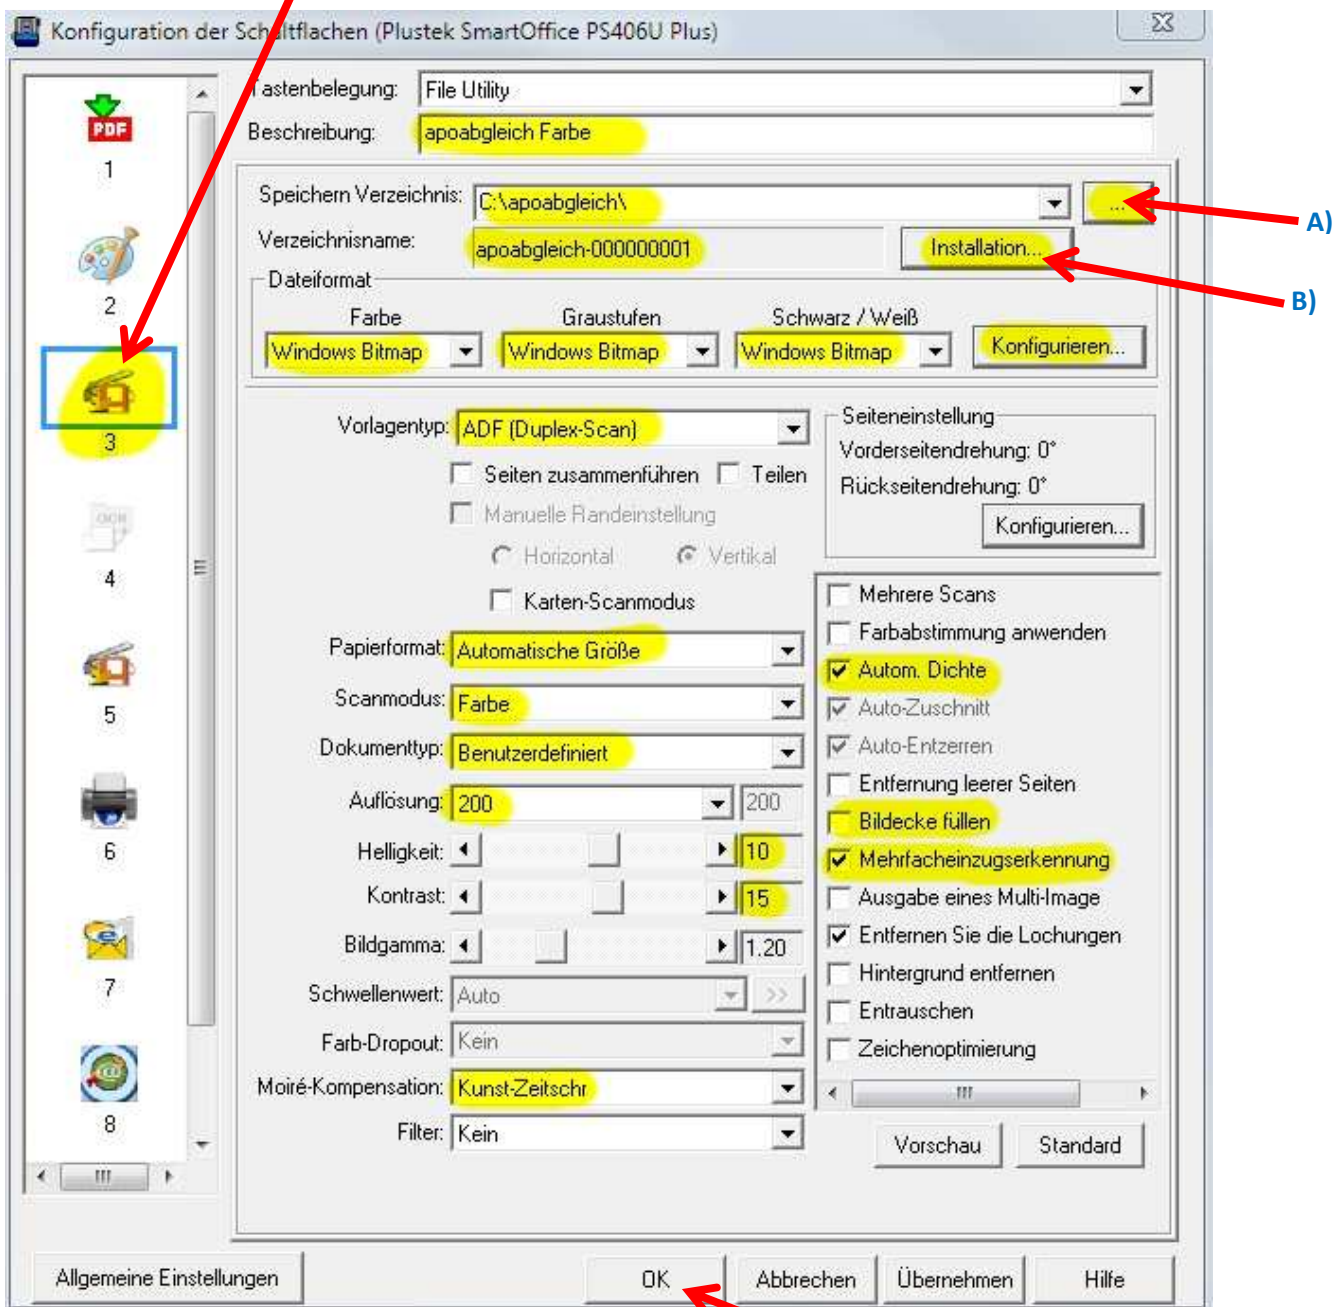 Konfiguration der Schaltflächen (Plustek SmartOffice PS406U Plus)
Tastenbelegung: File Utility
Beschreibung: apoabgleich Farbe
Speichern Verzeichnis: C:\apoabgleich\ ...
A)
Verzeichnisname: apoabgleich-000000001 Installation...
B)
Dateiformat
Farbe Graustufen Schwarz / Weiß
Windows Bitmap Windows Bitmap Windows Bitmap Konfigurieren...
PDF
1
2
3
OCR
4
5
6
7
8
Vorlagentyp: ADF (Duplex-Scan)
Seiten zusammenführen Teilen
Manuelle Randeinstellung
Horizontal Vertikal
Karten-Scanmodus
Papierformat: Automatische Größe
Scanmodus: Farbe
Dokumenttyp: Benutzerdefiniert
Auflösung: 200 200
Helligkeit: 10
Kontrast: 15
Bildgamma: 1.20
Schwellenwert: Auto >>
Farb-Dropout: Kein
Moiré-Kompensation: Kunst-Zeitschr
Filter: Kein
Seiteneinstellung
Vorderseitendrehung: 0°
Rückseitendrehung: 0°
Konfigurieren...
Mehrere Scans
Farbabstimmung anwenden
Autom. Dichte
Auto-Zuschnitt
Auto-Entzerren
Entfernung leerer Seiten
Bildecke füllen
Mehrfacheinzugserkennung
Ausgabe eines Multi-Image
Entfernen Sie die Lochungen
Hintergrund entfernen
Entrauschen
Zeichenoptimierung
Vorschau Standard
Allgemeine Einstellungen OK Abbrechen Übernehmen Hilfe